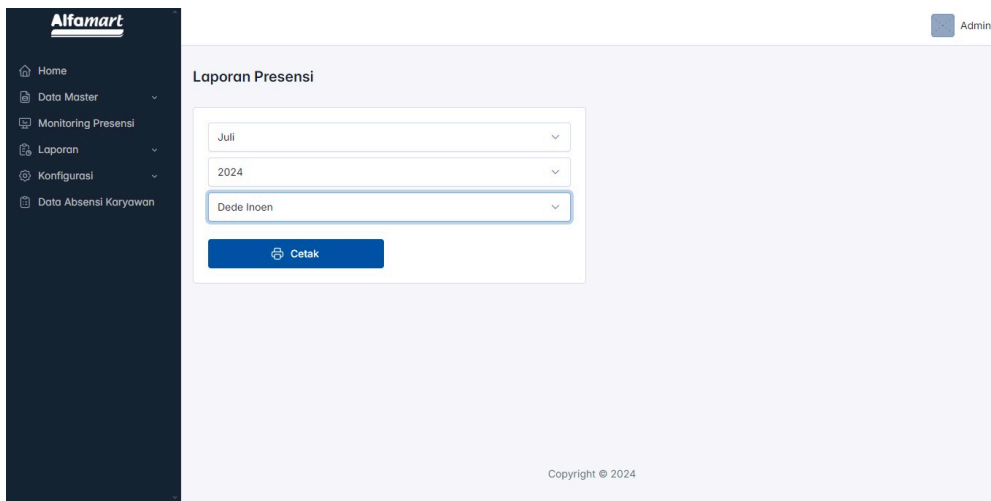 Alfamart
Admin
Home
Data Master
Monitoring Presensi
Laporan
Konfigurasi
Data Absensi Karyawan
Laporan Presensi
Juli
2024
Dede Inoen
Cetak
Copyright © 2024